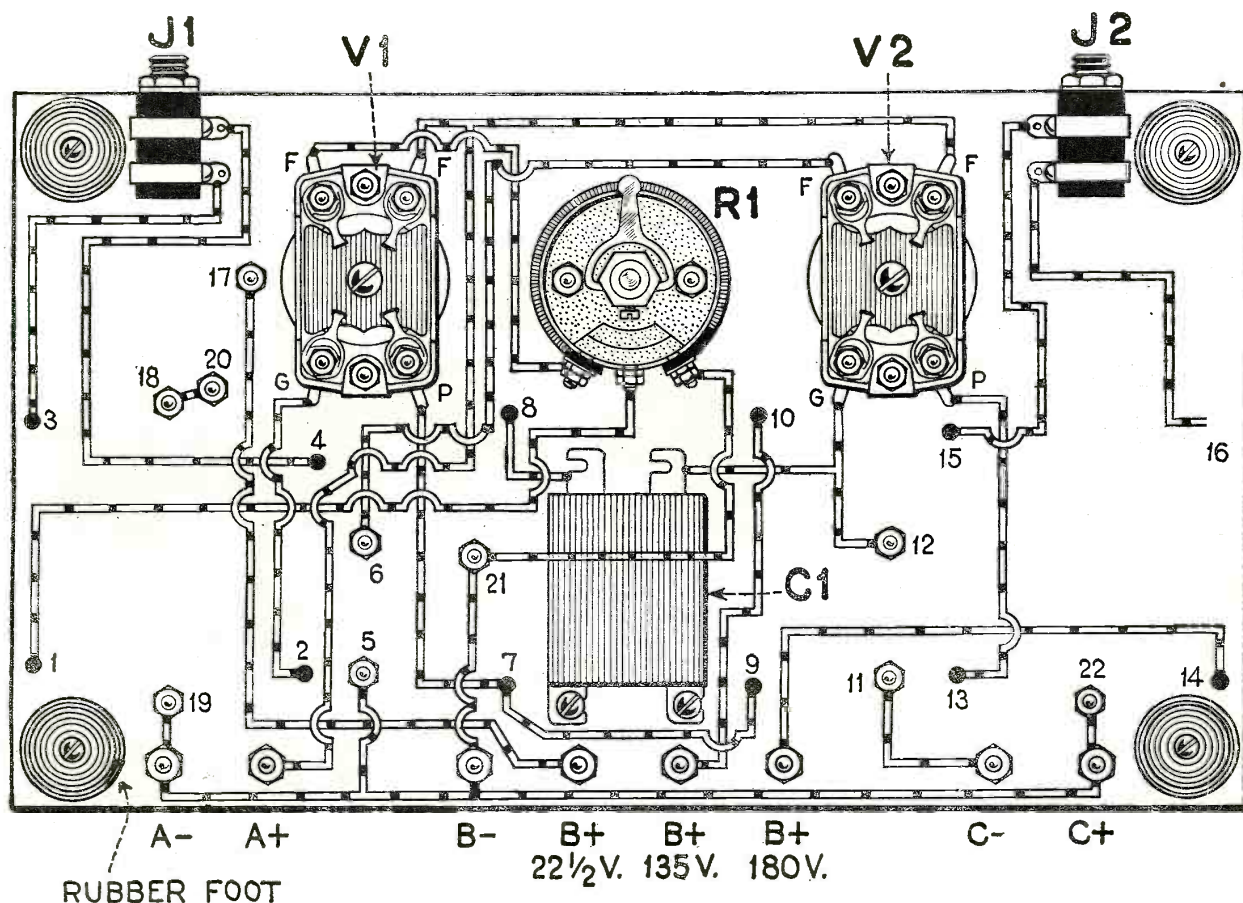 J1
V1
V2
J2
F
F
F
F
R1
17
18
20
G
P
G
P
3
4
8
10
15
16
6
21
12
C1
1
2
5
7
9
11
13
22
14
19
A-
A+
B-
B+
B+
B+
C-
C+
22½V.
135V.
180V.
RUBBER FOOT